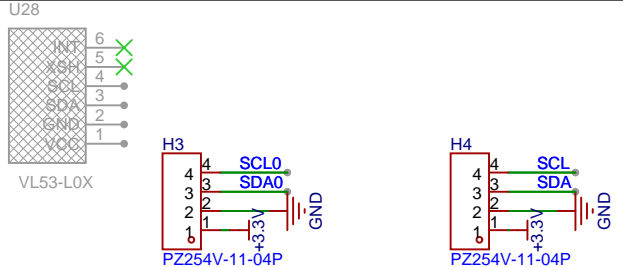 U28
INT 6
XSH 5
SCL 4
SDA 3
GND 2
VCC 1
VL53-L0X
H3
4 4 SCL0
3 3 SDA0
2 2 GND
1 1 +3.3V
PZ254V-11-04P
H4
4 4 SCL
3 3 SDA
2 2 GND
1 1 +3.3V
PZ254V-11-04P